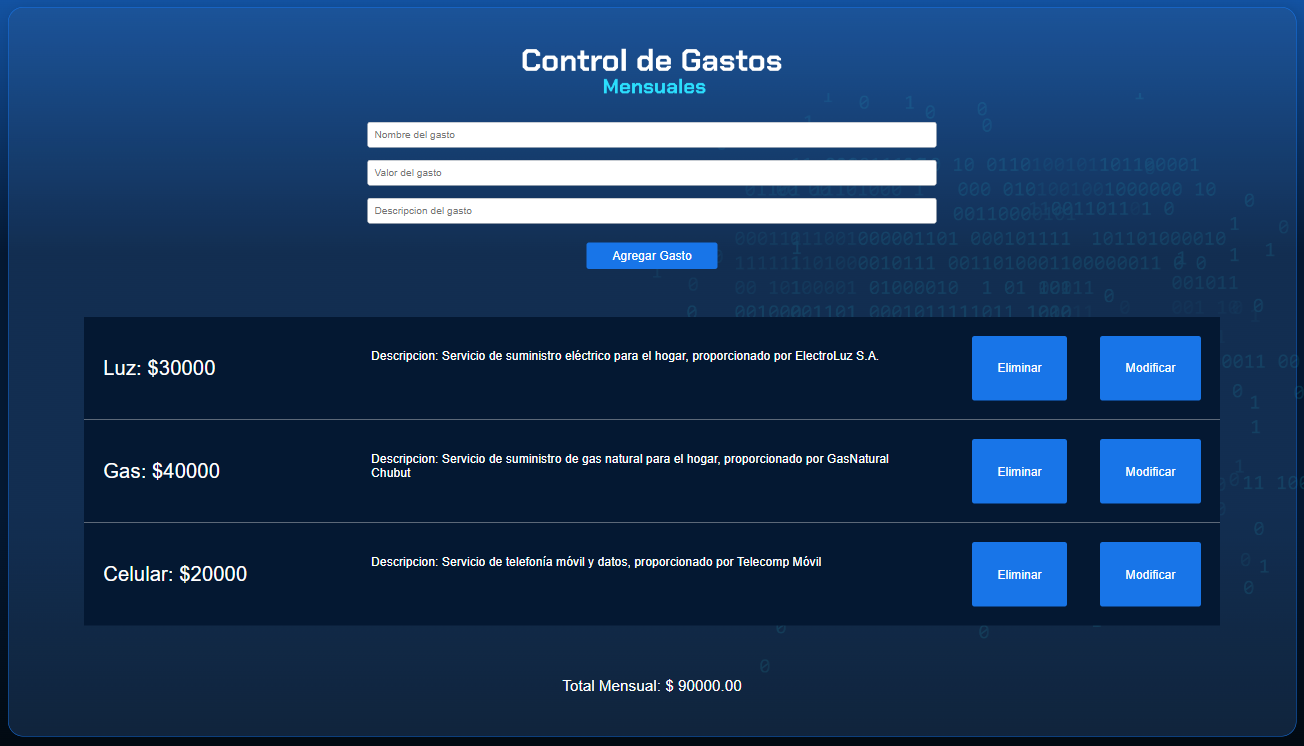 Control de Gastos
Mensuales
Nombre del gasto
Valor del gasto
Descripcion del gasto
Agregar Gasto
Luz: $30000
Descripcion: Servicio de suministro eléctrico para el hogar, proporcionado por ElectroLuz S.A.
Eliminar
Modificar
Gas: $40000
Descripcion: Servicio de suministro de gas natural para el hogar, proporcionado por GasNatural
Chubut
Eliminar
Modificar
Celular: $20000
Descripcion: Servicio de telefonía móvil y datos, proporcionado por Telecomp Móvil
Eliminar
Modificar
Total Mensual: $ 90000.00